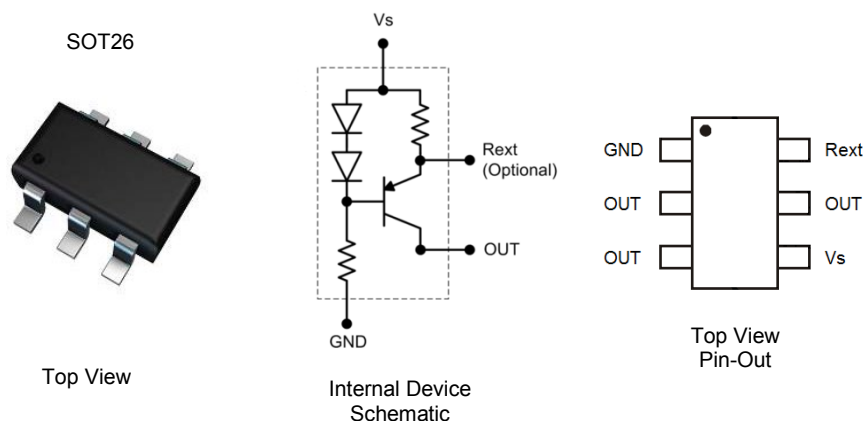 SOT26
Top View
Vs
Rext
(Optional)
OUT
GND
Internal Device
Schematic
GND
Rext
OUT
OUT
OUT
Vs
Top View
Pin-Out